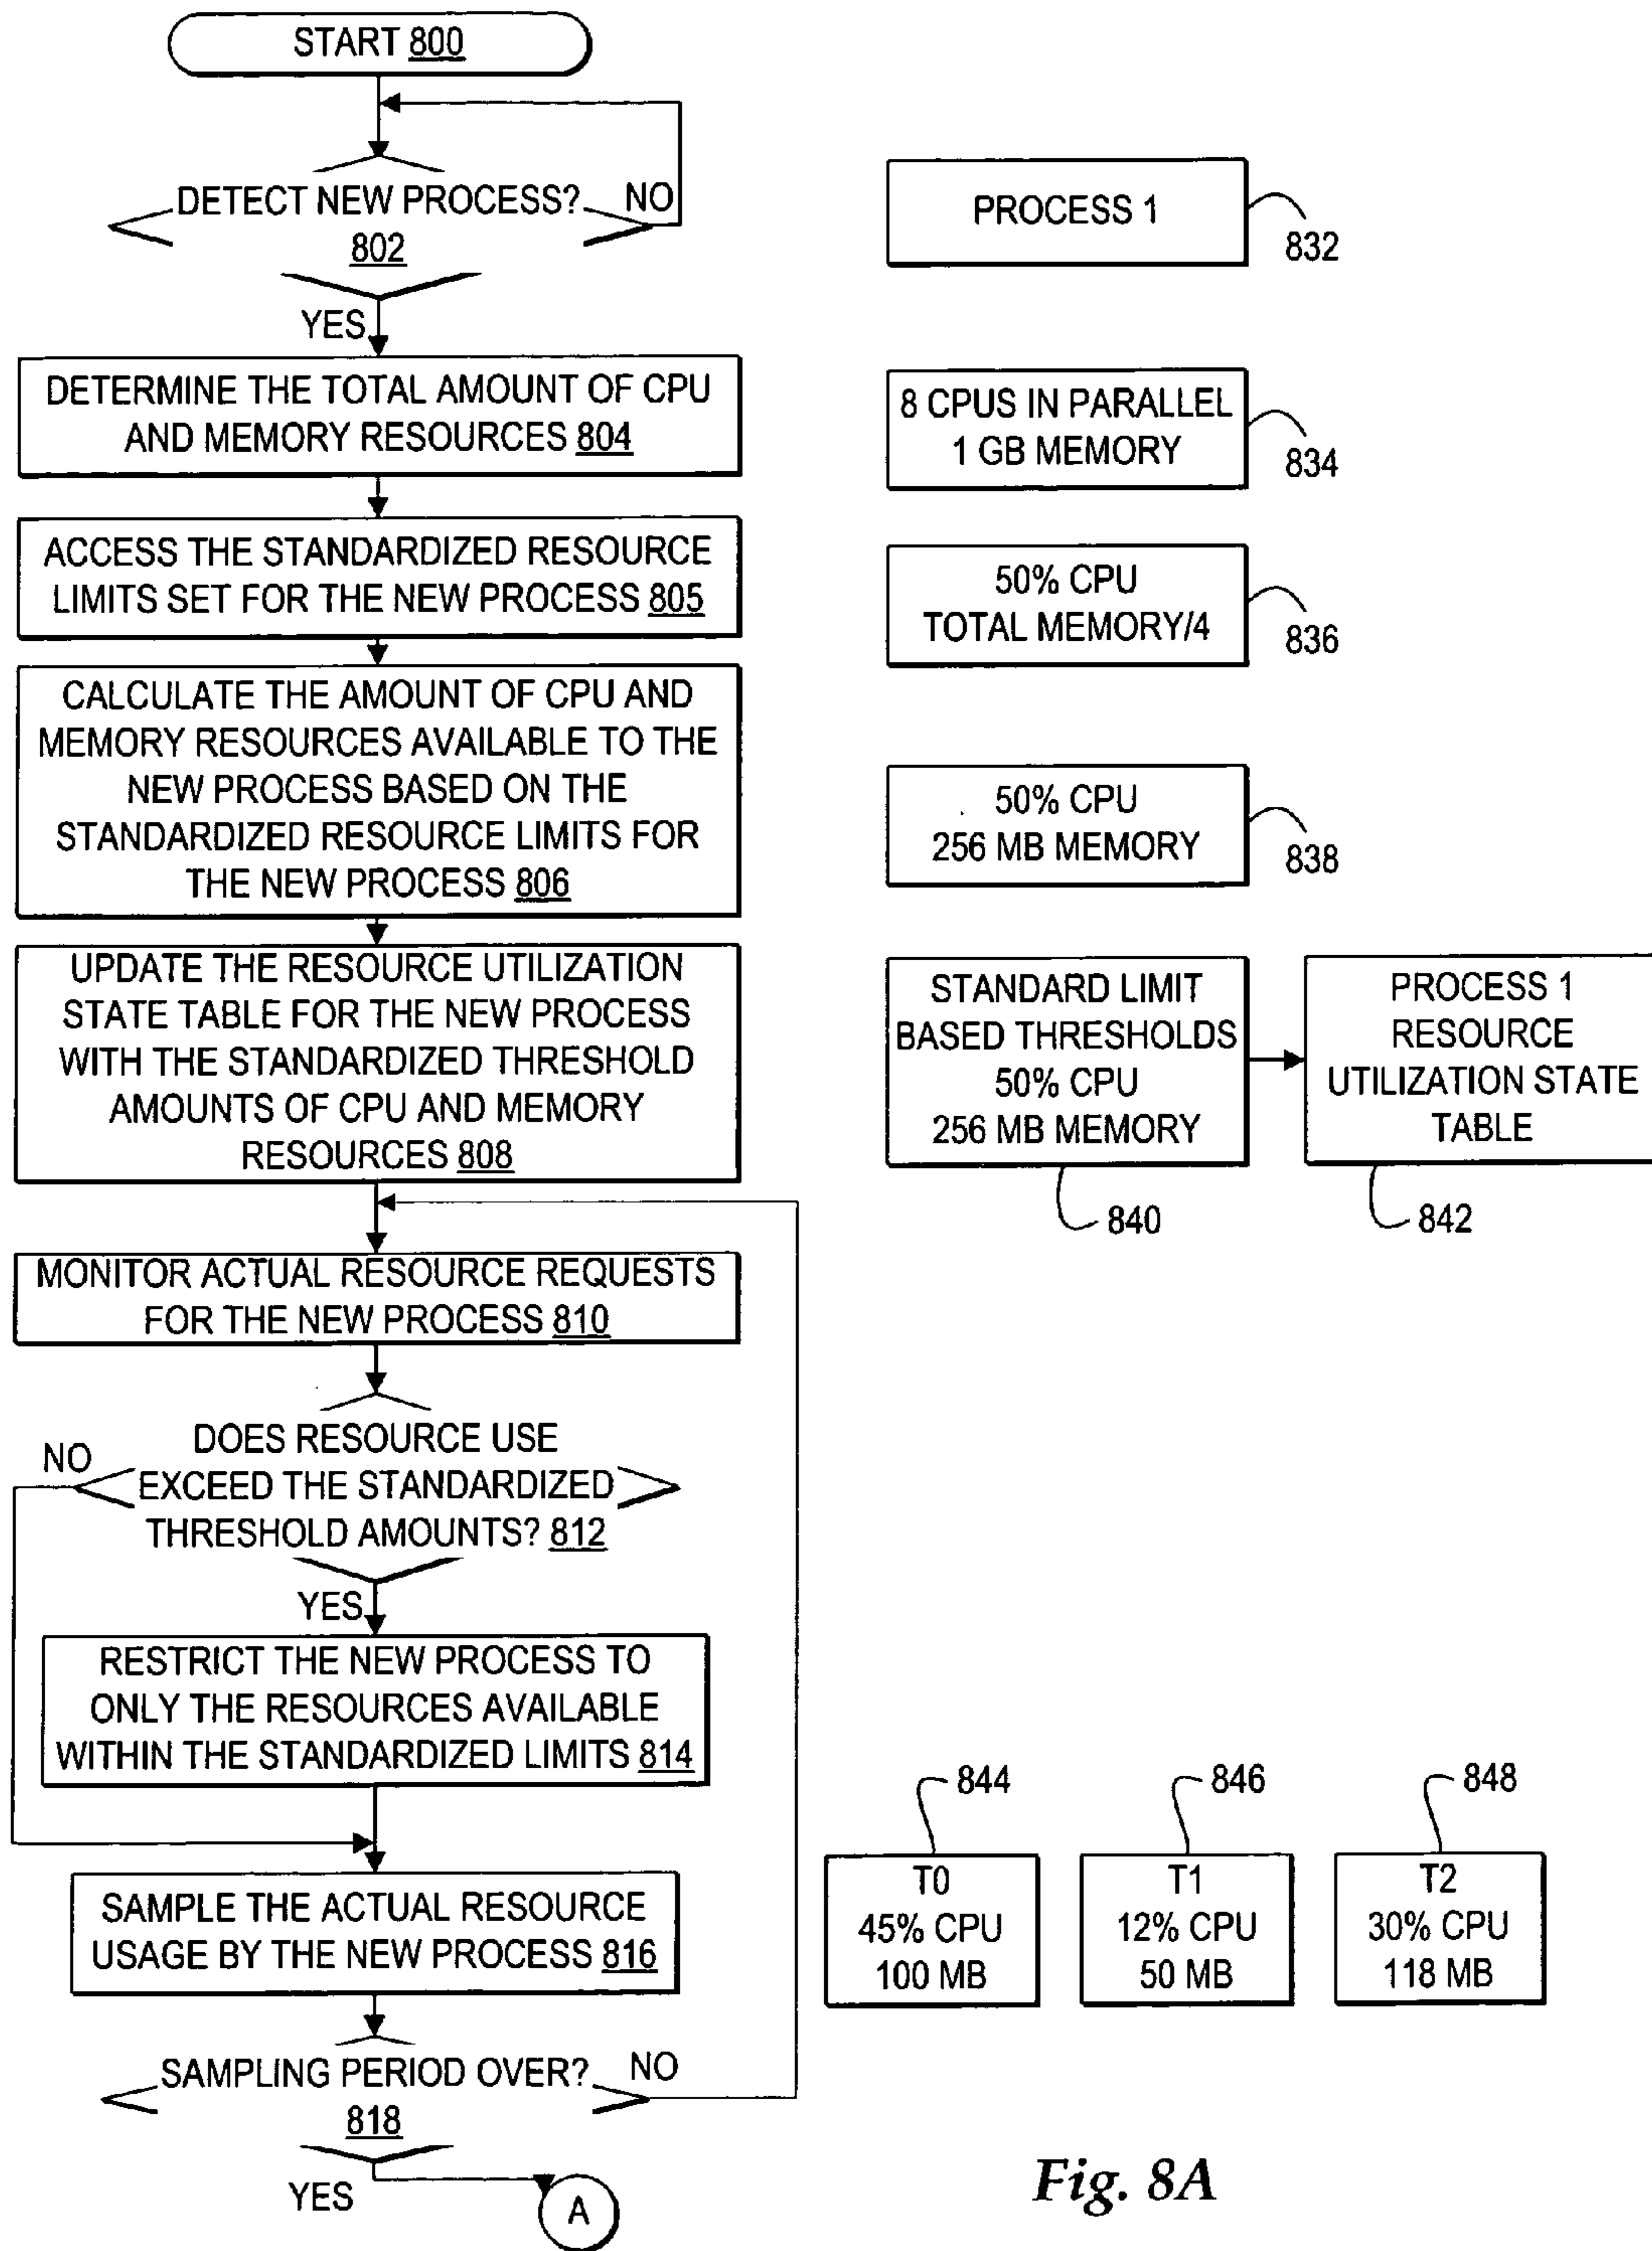 START 800
DETECT NEW PROCESS?
NO
802
YES
DETERMINE THE TOTAL AMOUNT OF CPU
AND MEMORY RESOURCES 804
ACCESS THE STANDARDIZED RESOURCE
LIMITS SET FOR THE NEW PROCESS 805
CALCULATE THE AMOUNT OF CPU AND
MEMORY RESOURCES AVAILABLE TO THE
NEW PROCESS BASED ON THE
STANDARDIZED RESOURCE LIMITS FOR
THE NEW PROCESS 806
UPDATE THE RESOURCE UTILIZATION
STATE TABLE FOR THE NEW PROCESS
WITH THE STANDARDIZED THRESHOLD
AMOUNTS OF CPU AND MEMORY
RESOURCES 808
MONITOR ACTUAL RESOURCE REQUESTS
FOR THE NEW PROCESS 810
DOES RESOURCE USE
NO
EXCEED THE STANDARDIZED
THRESHOLD AMOUNTS? 812
YES
RESTRICT THE NEW PROCESS TO
ONLY THE RESOURCES AVAILABLE
WITHIN THE STANDARDIZED LIMITS 814
SAMPLE THE ACTUAL RESOURCE
USAGE BY THE NEW PROCESS 816
SAMPLING PERIOD OVER?
NO
818
YES
A
PROCESS 1
832
8 CPUS IN PARALLEL
1 GB MEMORY
834
50% CPU
TOTAL MEMORY/4
836
50% CPU
256 MB MEMORY
838
STANDARD LIMIT
BASED THRESHOLDS
50% CPU
256 MB MEMORY
840
PROCESS 1
RESOURCE
UTILIZATION STATE
TABLE
842
844
T0
45% CPU
100 MB
846
T1
12% CPU
50 MB
848
T2
30% CPU
118 MB
Fig. 8A